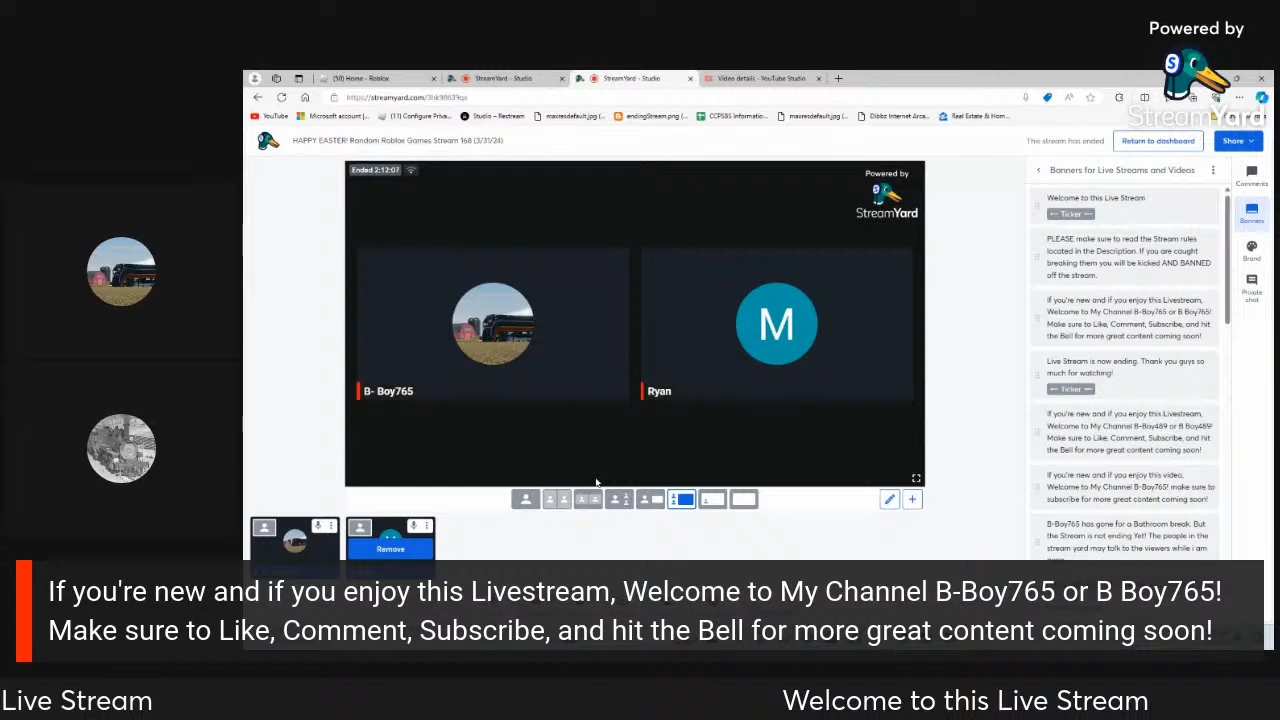 Powered by
StreamYard
(50) Home - Roblox
StreamYard - Studio
StreamYard - Studio
Video details - YouTube Studio
https://streamyard.com/3hk98639qx
YouTube
Microsoft account |...
(11) Configure Priva...
Studio – Restream
maxresdefault.jpg (...
endingStream.png (...
CCPSBS Informatio...
maxresdefault.jpg (...
Dibbz Internet Arca...
Real Estate & Hom...
HAPPY EASTER! Random Roblox Games Stream 168 (3/31/24)
This stream has ended
Return to dashboard
Share
Ended 2:12:07
Powered by
StreamYard
M
B- Boy765
Ryan
Banners for Live Streams and Videos
Welcome to this Live Stream
Ticker
PLEASE make sure to read the Stream rules
located in the Description. If you are caught
breaking them you will be kicked AND BANNED
off the stream.
If you're new and if you enjoy this Livestream,
Welcome to My Channel B-Boy765 or B Boy765!
Make sure to Like, Comment, Subscribe, and hit
the Bell for more great content coming soon!
Live Stream is now ending. Thank you guys so
much for watching!
Ticker
If you're new and if you enjoy this Livestream,
Welcome to My Channel B-Boy489 or B Boy489!
Make sure to Like, Comment, Subscribe, and hit
the Bell for more great content coming soon!
If you're new and if you enjoy this video,
Welcome to My B-Boy765! make sure to
subscribe for more great content coming soon!
B-Boy765 has gone for a Bathroom break. But
the Stream is not ending Yet! The people in the
stream yard may talk to the viewers while i am
Comments
Banners
Brand
Private
chat
Remove
If you're new and if you enjoy this Livestream, Welcome to My Channel B-Boy765 or B Boy765!
Make sure to Like, Comment, Subscribe, and hit the Bell for more great content coming soon!
Live Stream
Welcome to this Live Stream